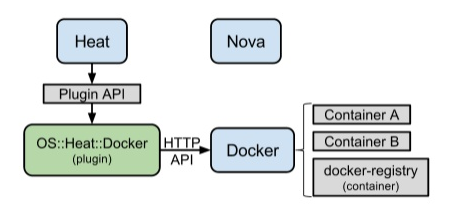 Heat
Nova
Plugin API
OS::Heat::Docker
(plugin)
HTTP
API
Docker
Container A
Container B
docker-registry
(container)